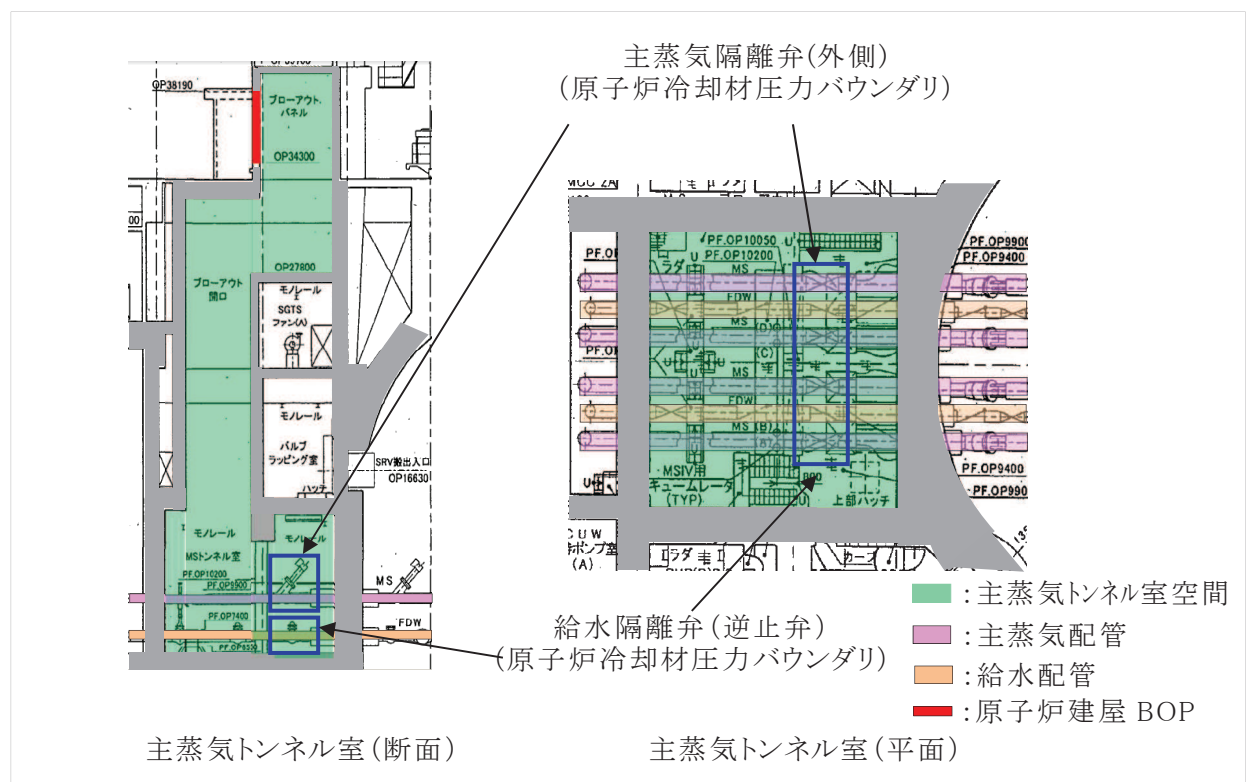 主蒸気隔離弁(外側)
(原子炉冷却材圧力バウンダリ)
OP38190
ブローアウト
パネル
OP34300
OP27800
ブローアウト
開口
モノレール
SGTS
ファン(A)
モノレール
バルブ
ラッピング室
ハッチ
SRV搬出入口
OP16630
モノレール
MSトンネル室
モノレール
PF.OP10200
PF.OP9500
MS
PF.OP7400
FDW
主蒸気トンネル室(断面)
PF.OP10050
U
PF.OP10200
ラダ
U
MS
FDW
MS
(D)
(C)
U
U
U
FDW
MS
(B)
MSIV用
キュームレータ
(TYP)
U
800
上部ハッチ
U
PF.OP9900
PF.OP9400
PF.OP9400
PF.OP990
CUW
(A)
ラダ
カーブ
給水隔離弁(逆止弁)
(原子炉冷却材圧力バウンダリ)
主蒸気トンネル室(平面)
:主蒸気トンネル室空間
:主蒸気配管
:給水配管
:原子炉建屋 BOP